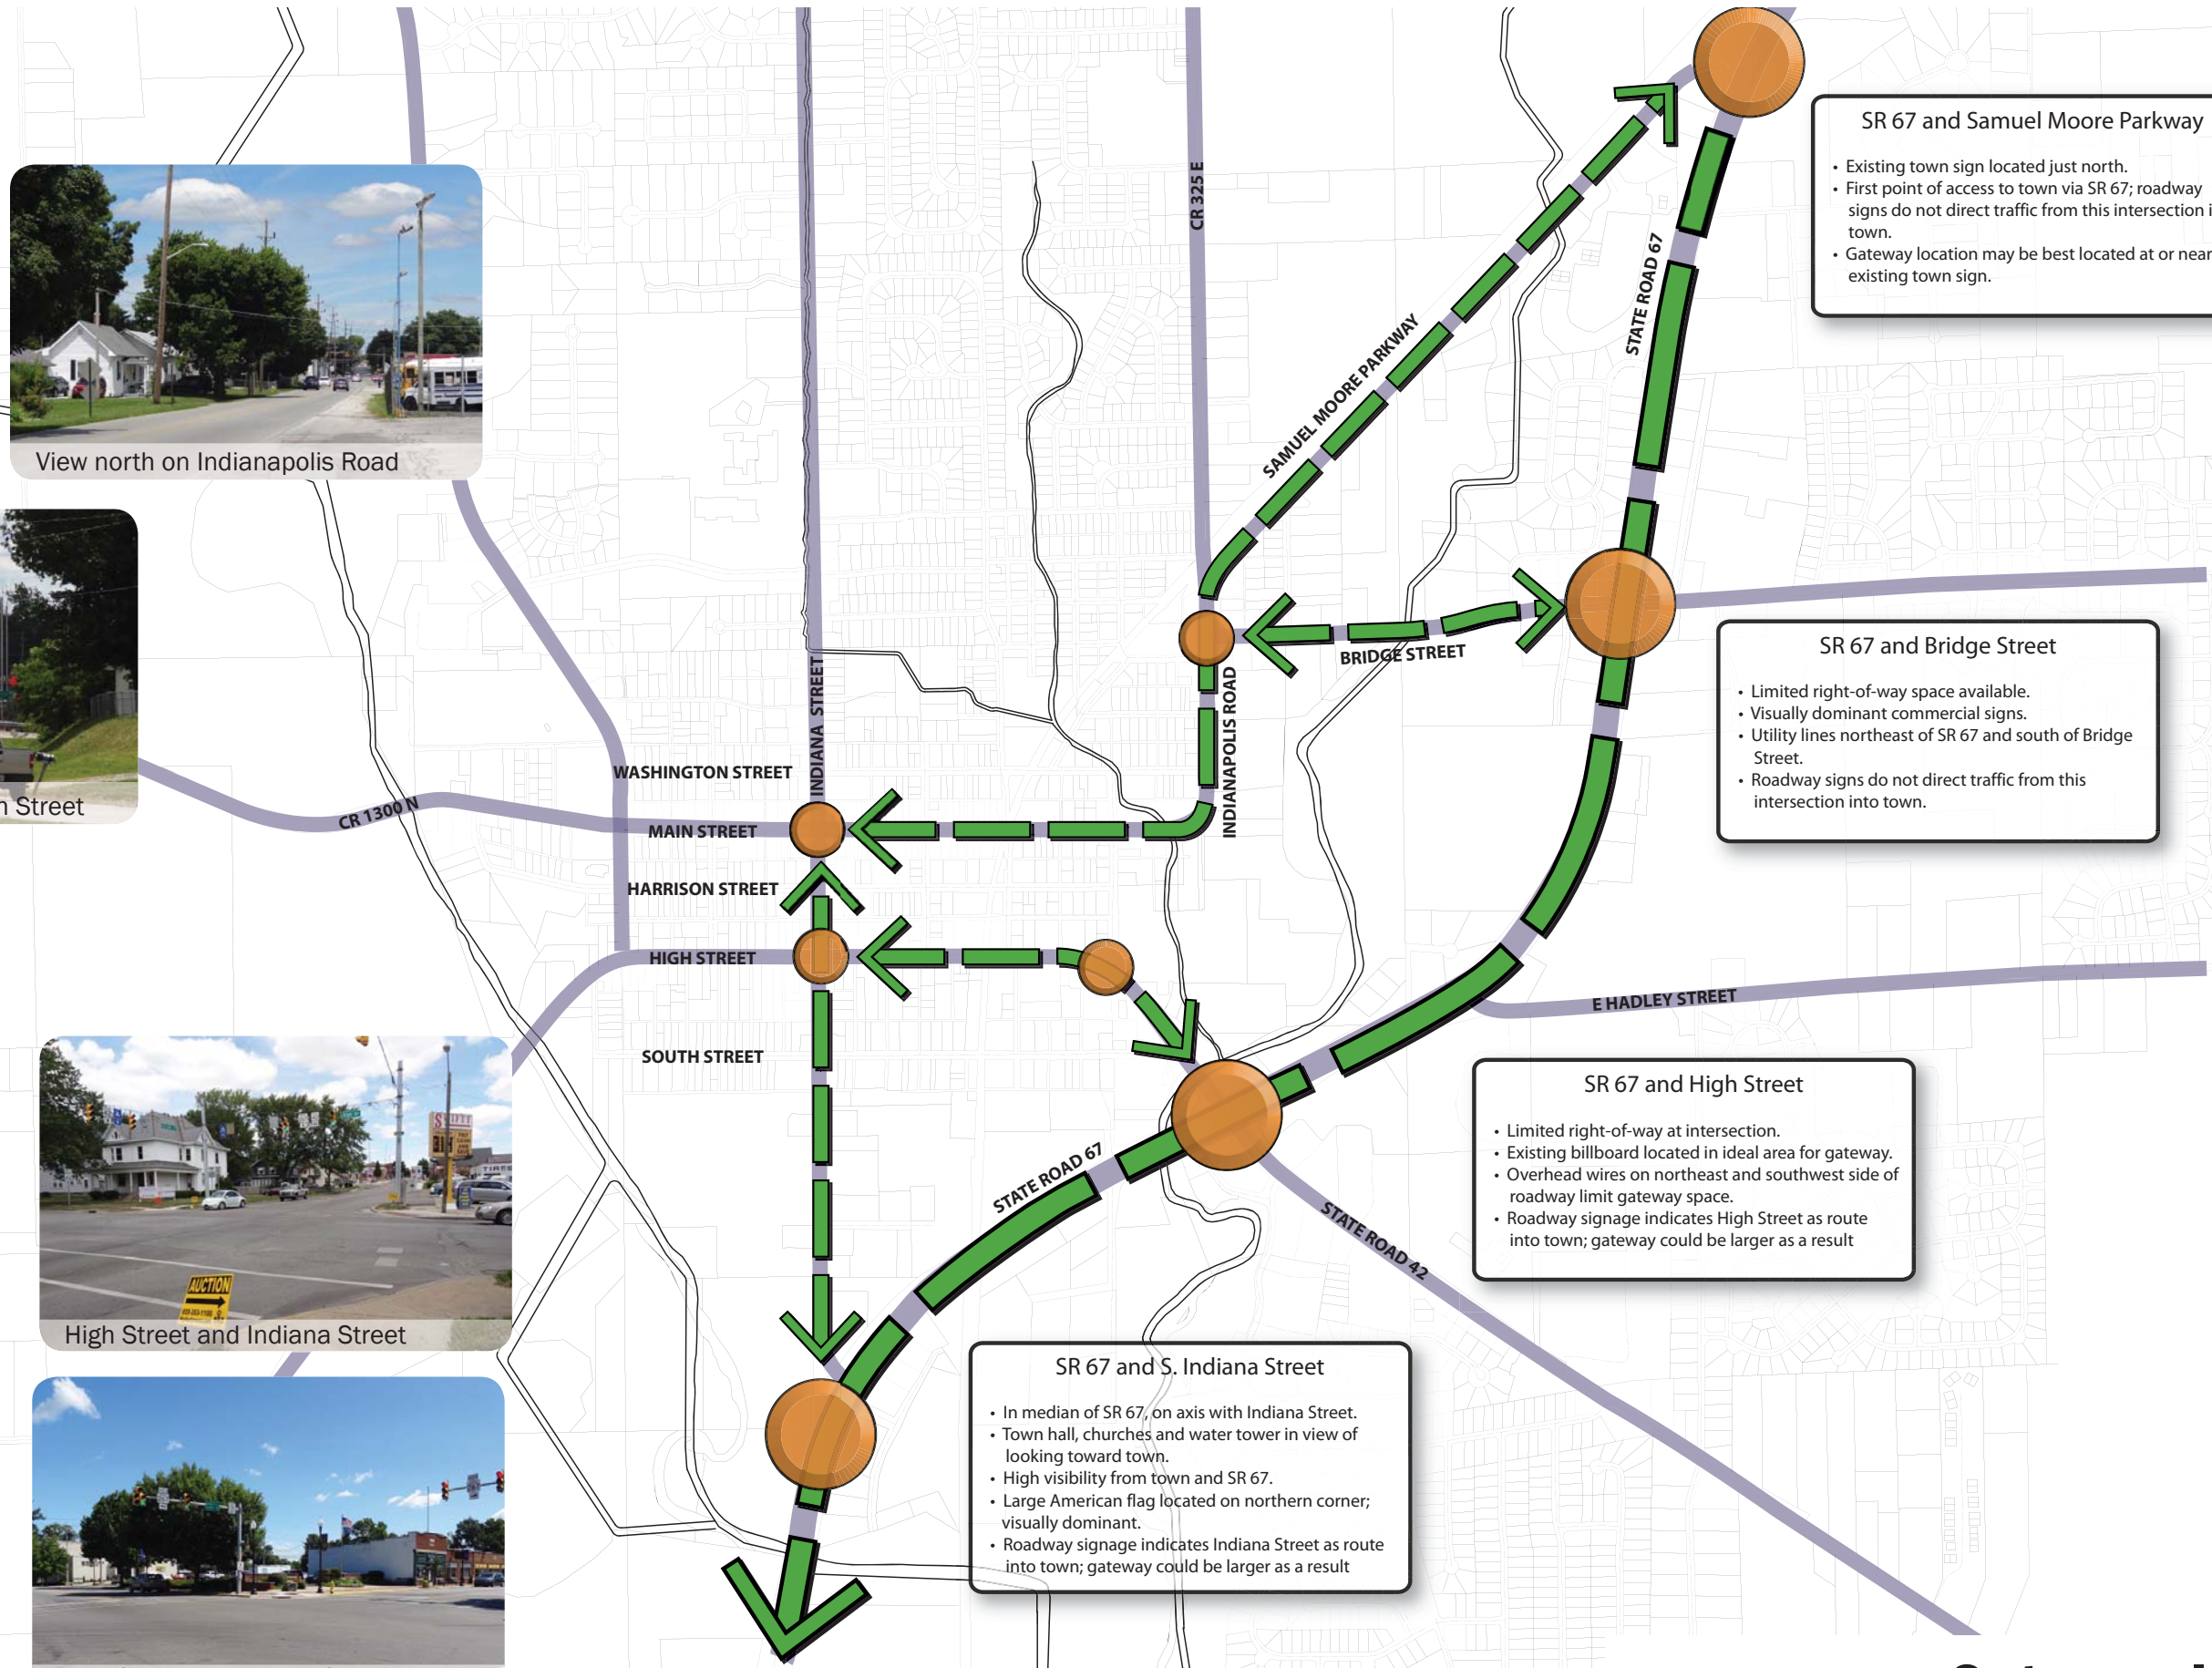 SR 67 and Samuel Moore Parkway
• Existing town sign located just north.
• First point of access to town via SR 67; roadway
signs do not direct traffic from this intersection
town.
• Gateway location may be best located at or near
existing town sign.
CR 325 E
STATE ROAD 67
SAMUEL MOORE PARKWAY
View north on Indianapolis Road
SR 67 and Bridge Street
• Limited right-of-way space available.
• Visually dominant commercial signs.
• Utility lines northeast of SR 67 and south of Bridge
Street.
• Roadway signs do not direct traffic from this
intersection into town.
BRIDGE STREET
INDIANA STREET
INDIANAPOLIS ROAD
Street
CR 1300 N
WASHINGTON STREET
MAIN STREET
HARRISON STREET
HIGH STREET
SOUTH STREET
E HADLEY STREET
SR 67 and High Street
• Limited right-of-way at intersection.
• Existing billboard located in ideal area for gateway.
• Overhead wires on northeast and southwest side of
roadway limit gateway space.
• Roadway signage indicates High Street as route
into town; gateway could be larger as a result
STATE ROAD 67
STATE ROAD 42
SWIFTY
TIRES
AUCTION
High Street and Indiana Street
SR 67 and S. Indiana Street
• In median of SR 67, on axis with Indiana Street.
• Town hall, churches and water tower in view of
looking toward town.
• High visibility from town and SR 67.
• Large American flag located on northern corner;
visually dominant.
• Roadway signage indicates Indiana Street as route
into town; gateway could be larger as a result